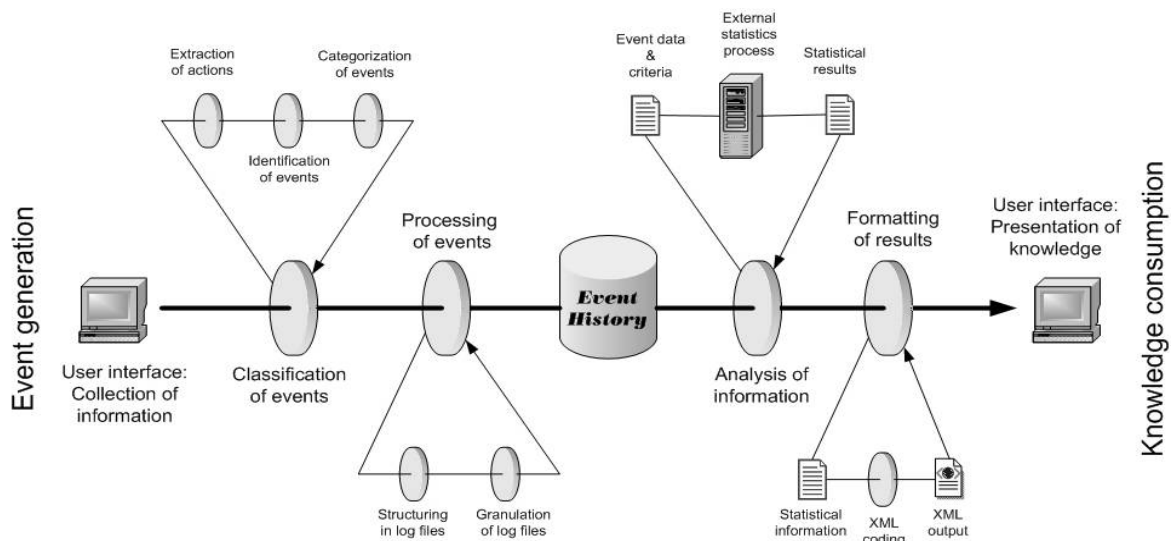 Event generation
Extraction
of actions
Categorization
of events
Identification
of events
User interface:
Collection of
information
Classification
of events
Processing
of events
Structuring
in log files
Granulation
of log files
Event
History
Event data
&
criteria
External
statistics
process
Statistical
results
Analysis of
information
Formatting
of results
Statistical
information
XML
coding
XML
output
User interface:
Presentation of
knowledge
Knowledge consumption